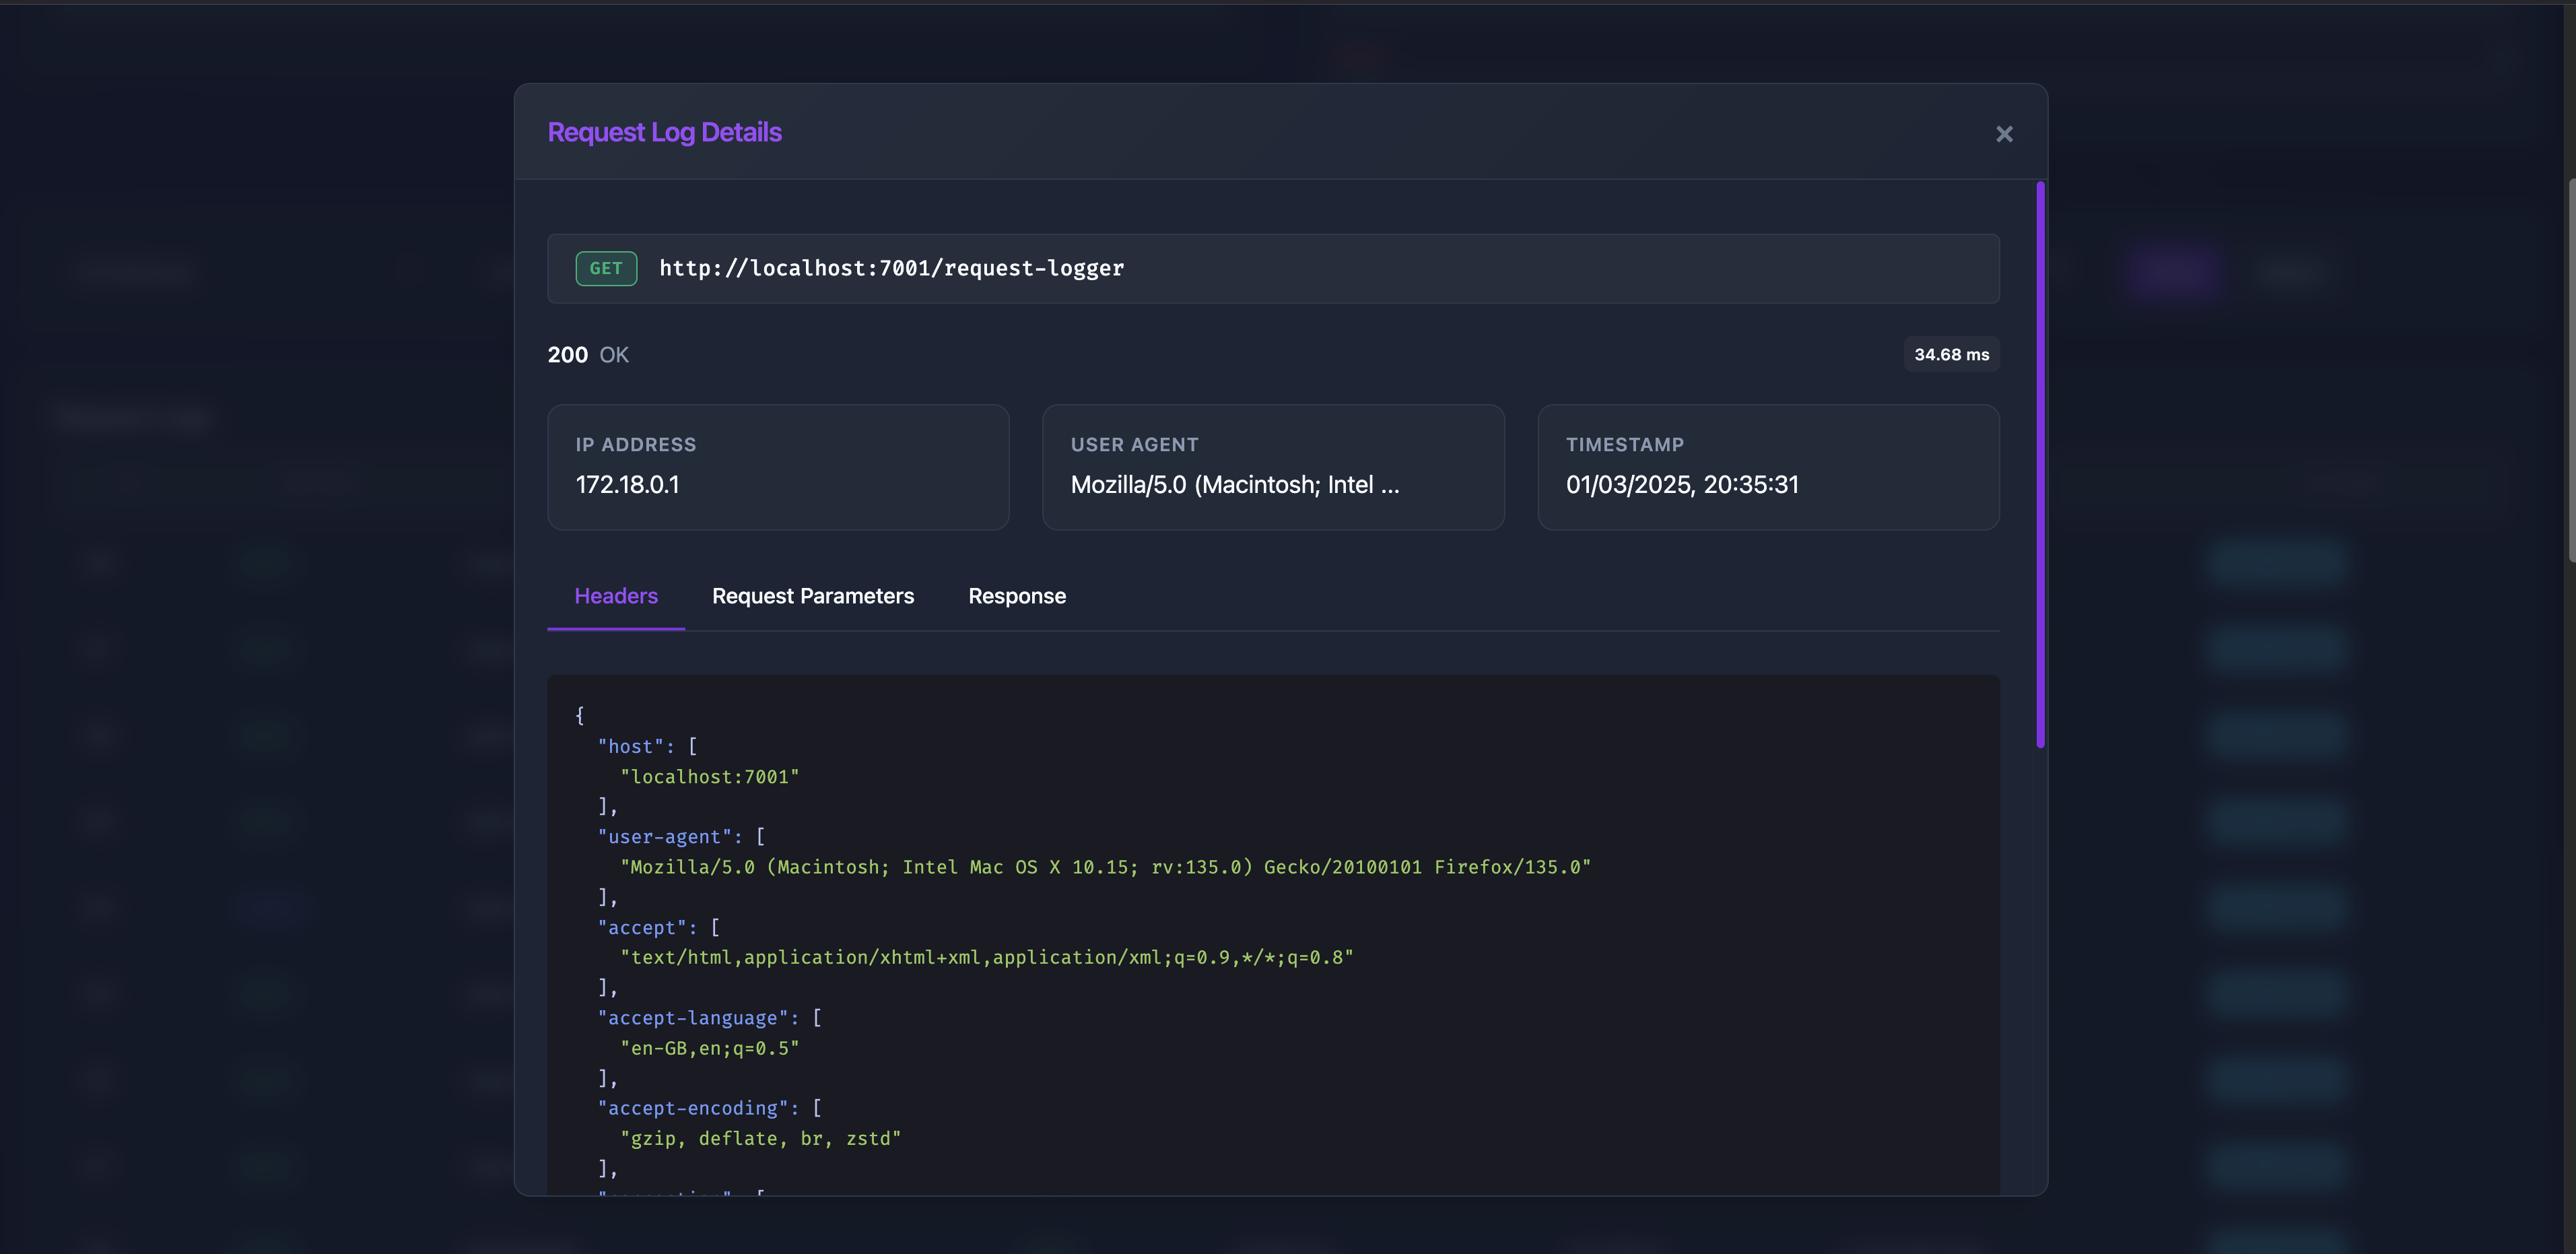 Request Log Details ×
GET http://localhost:7001/request-logger
200 OK 34.68 ms
IP ADDRESS
172.18.0.1
USER AGENT
Mozilla/5.0 (Macintosh; Intel ...
TIMESTAMP
01/03/2025, 20:35:31
Headers Request Parameters Response
{
"host": [
"localhost:7001"
],
"user-agent": [
"Mozilla/5.0 (Macintosh; Intel Mac OS X 10.15; rv:135.0) Gecko/20100101 Firefox/135.0"
],
"accept": [
"text/html,application/xhtml+xml,application/xml;q=0.9,*/*;q=0.8"
],
"accept-language": [
"en-GB,en;q=0.5"
],
"accept-encoding": [
"gzip, deflate, br, zstd"
],